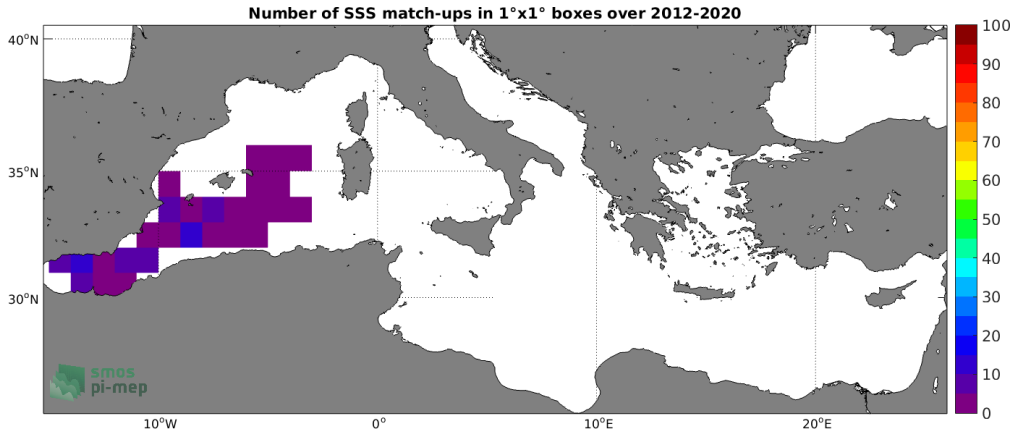 Number of SSS match-ups in 1°x1° boxes over 2012-2020
40°N
35°N
30°N
10°W
0°
10°E
20°E
100
90
80
70
60
50
40
30
20
10
0
smos
pi-mep